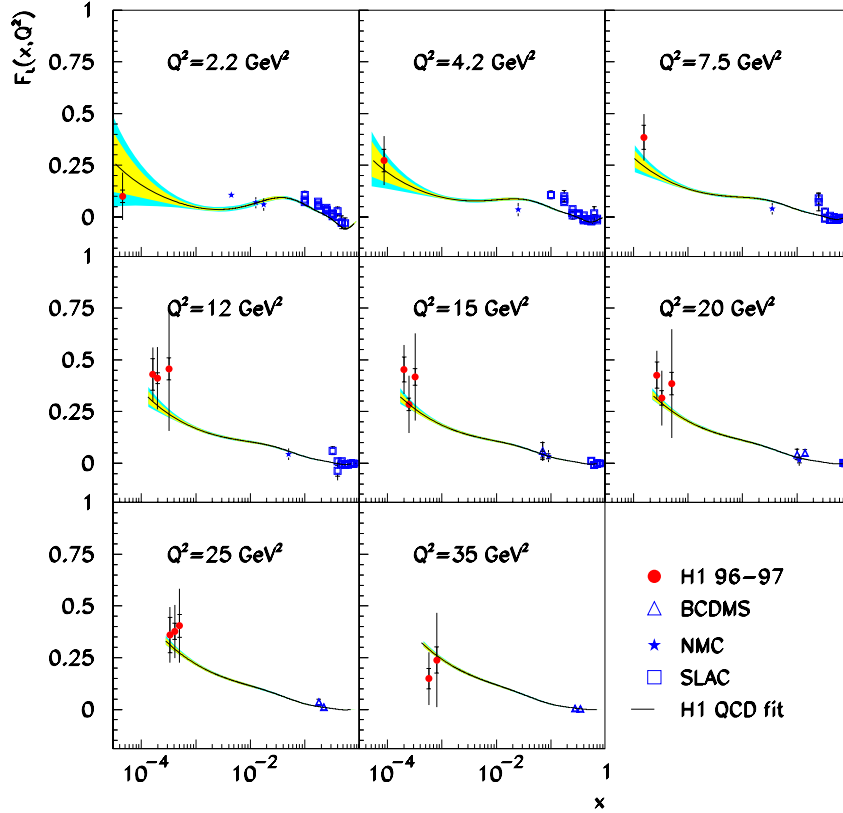 F_L(x,Q²)
1
Q²=2.2 GeV²
Q²=4.2 GeV²
Q²=7.5 GeV²
0.75
0.5
0.25
0
1
Q²=12 GeV²
Q²=15 GeV²
Q²=20 GeV²
0.75
0.5
0.25
0
1
Q²=25 GeV²
Q²=35 GeV²
0.75
0.5
0.25
0
H1 96-97
BCDMS
NMC
SLAC
H1 QCD fit
10⁻⁴ 10⁻² 10⁻⁴ 10⁻² 1
x